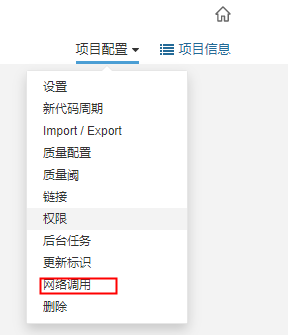 项目配置 项目信息
设置
新代码周期
Import / Export
质量配置
质量阈
链接
权限
后台任务
更新标识
网络调用
删除